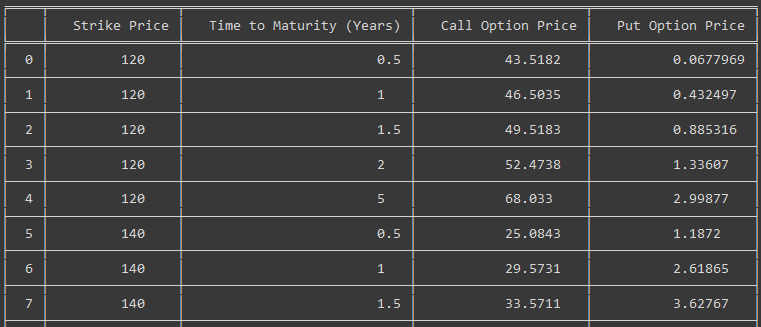 Strike Price Time to Maturity (Years) Call Option Price Put Option Price
0 120 0.5 43.5182 0.0677969
1 120 1 46.5035 0.432497
2 120 1.5 49.5183 0.885316
3 120 2 52.4738 1.33607
4 120 5 68.033 2.99877
5 140 0.5 25.0843 1.1872
6 140 1 29.5731 2.61865
7 140 1.5 33.5711 3.62767